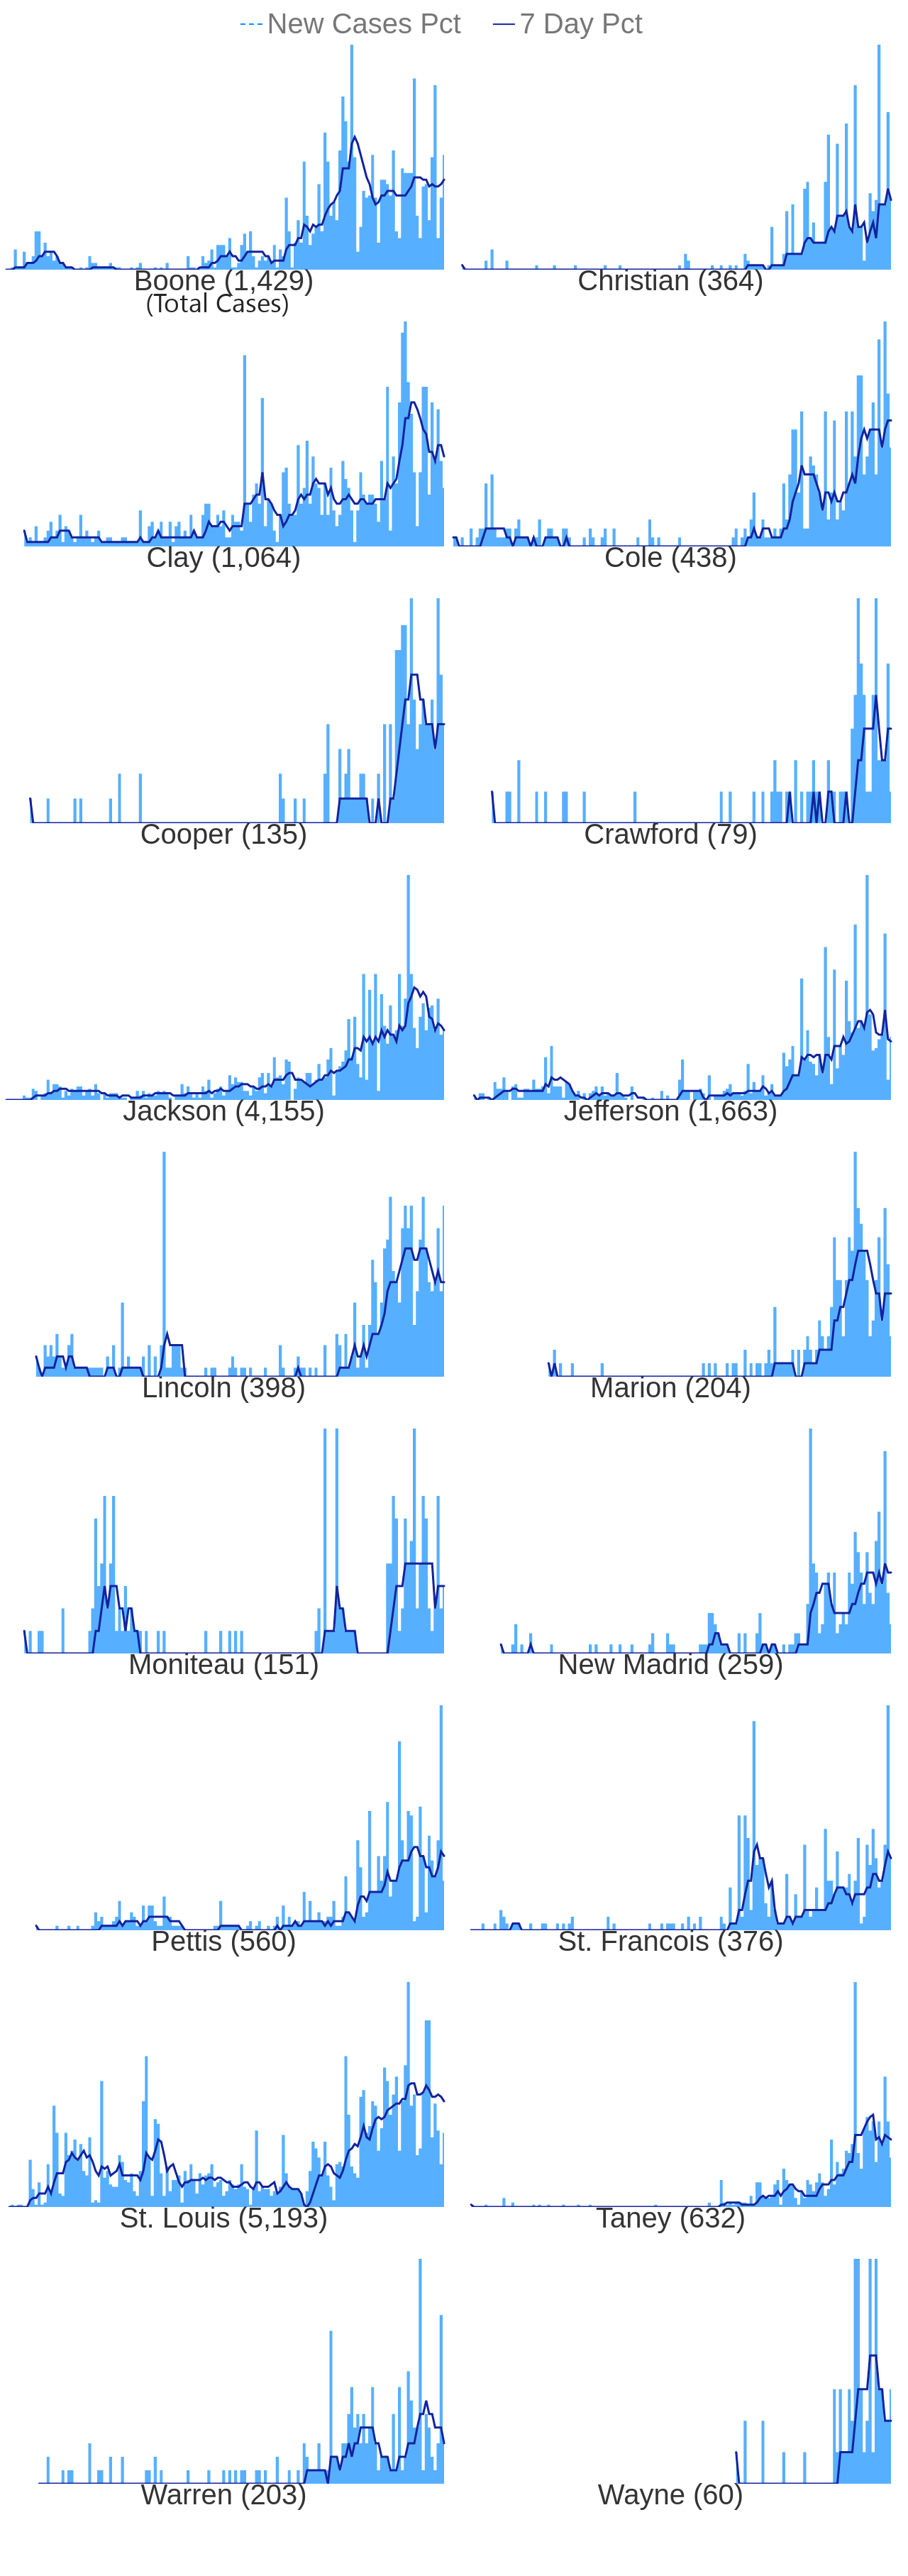 New Cases Pct 7 Day Pct
Boone (1,429) Christian (364)
(Total Cases)
Clay (1,064) Cole (438)
Cooper (135) Crawford (79)
Jackson (4,155) Jefferson (1,663)
Lincoln (398) Marion (204)
Moniteau (151) New Madrid (259)
Pettis (560) St. Francois (376)
St. Louis (5,193) Taney (632)
Warren (203) Wayne (60)